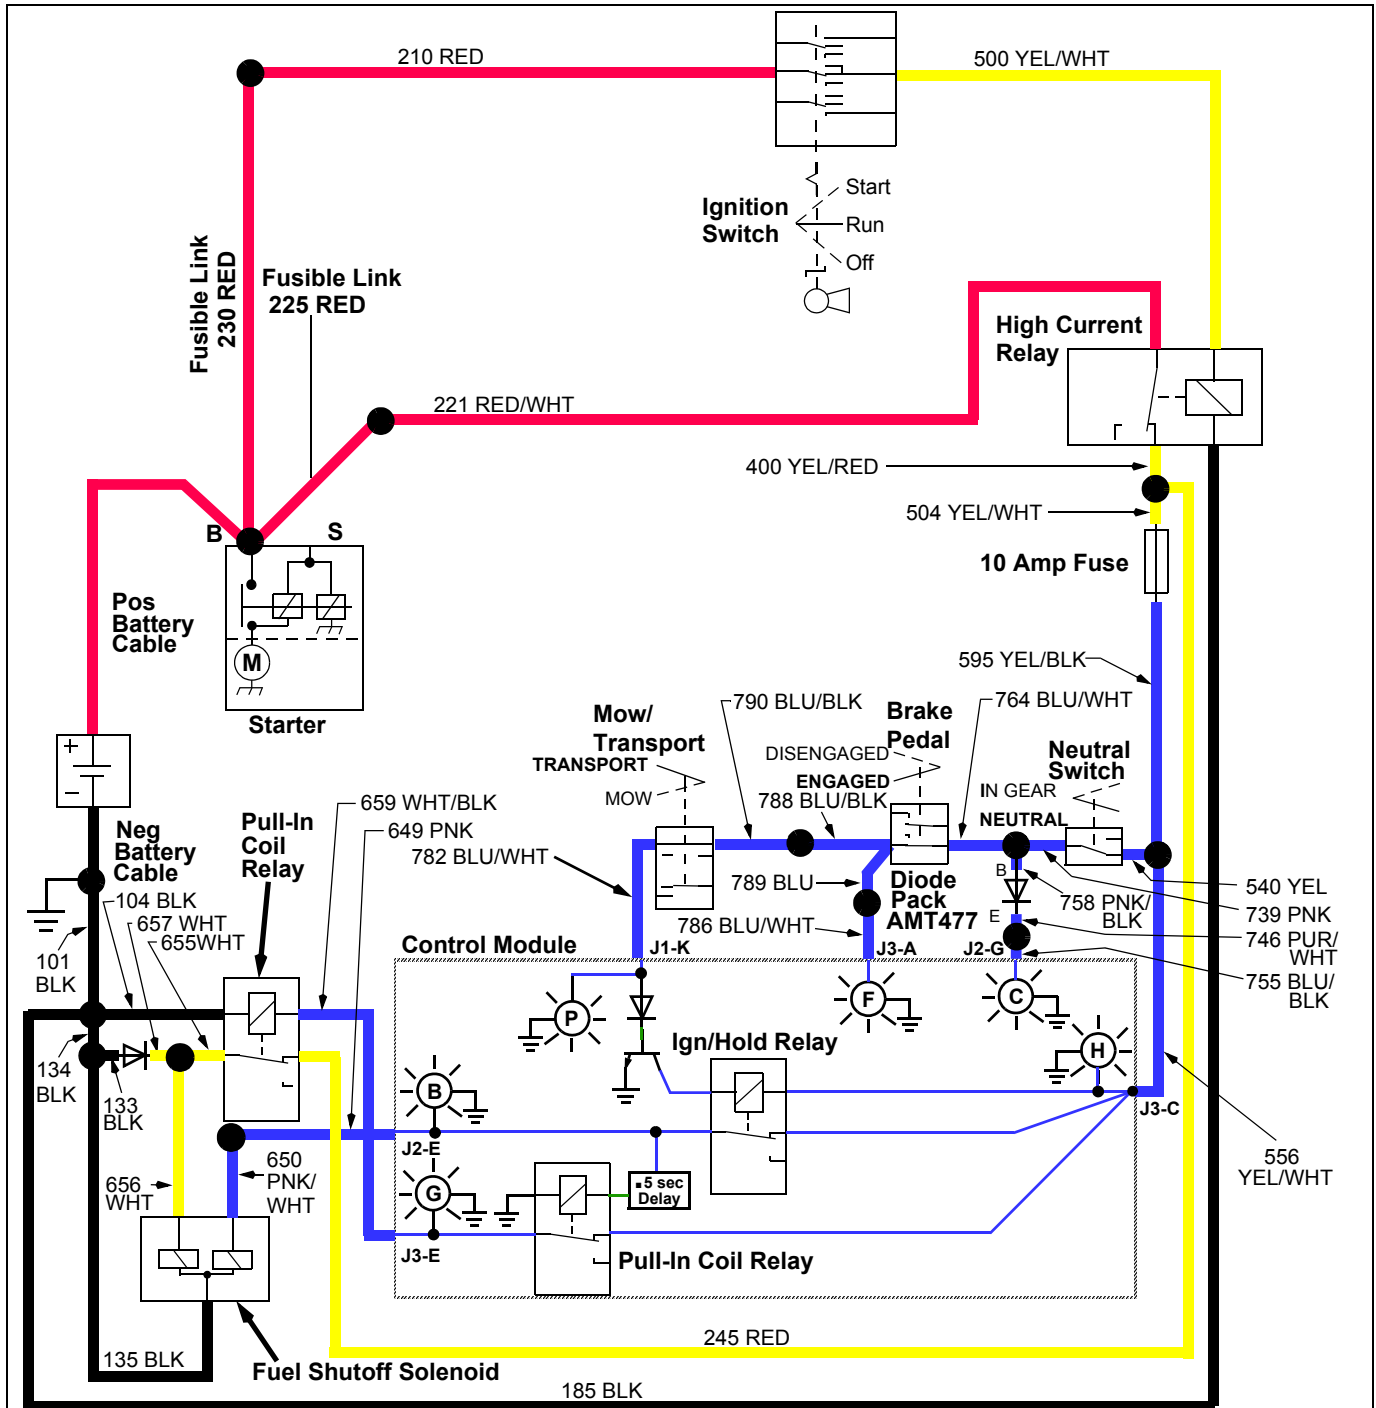 210 RED
500 YEL/WHT
Ignition
Switch
Start
Run
Off
Fusible Link
230 RED
Fusible Link
225 RED
High Current
Relay
221 RED/WHT
400 YEL/RED
504 YEL/WHT
B
S
10 Amp Fuse
Pos
Battery
Cable
M
Starter
595 YEL/BLK
790 BLU/BLK
764 BLU/WHT
Mow/
Transport
TRANSPORT
MOW
Brake
Pedal
DISENGAGED
ENGAGED
788 BLU/BLK
Neutral
Switch
IN GEAR
NEUTRAL
+
−
659 WHT/BLK
649 PNK
782 BLU/WHT
Pull-In
Coil
Relay
Neg
Battery
Cable
104 BLK
657 WHT
655WHT
789 BLU
786 BLU/WHT
Diode
Pack
AMT477
B
E
758 PNK/
BLK
540 YEL
739 PNK
746 PUR/
WHT
755 BLU/
BLK
101
BLK
Control Module
J1-K
J3-A
J2-G
P
F
C
H
Ign/Hold Relay
134
BLK
133
BLK
B
J2-E
J3-C
656
WHT
650
PNK/
WHT
G
J3-E
.5 sec
Delay
556
YEL/WHT
Pull-In Coil Relay
245 RED
135 BLK
Fuel Shutoff Solenoid
185 BLK